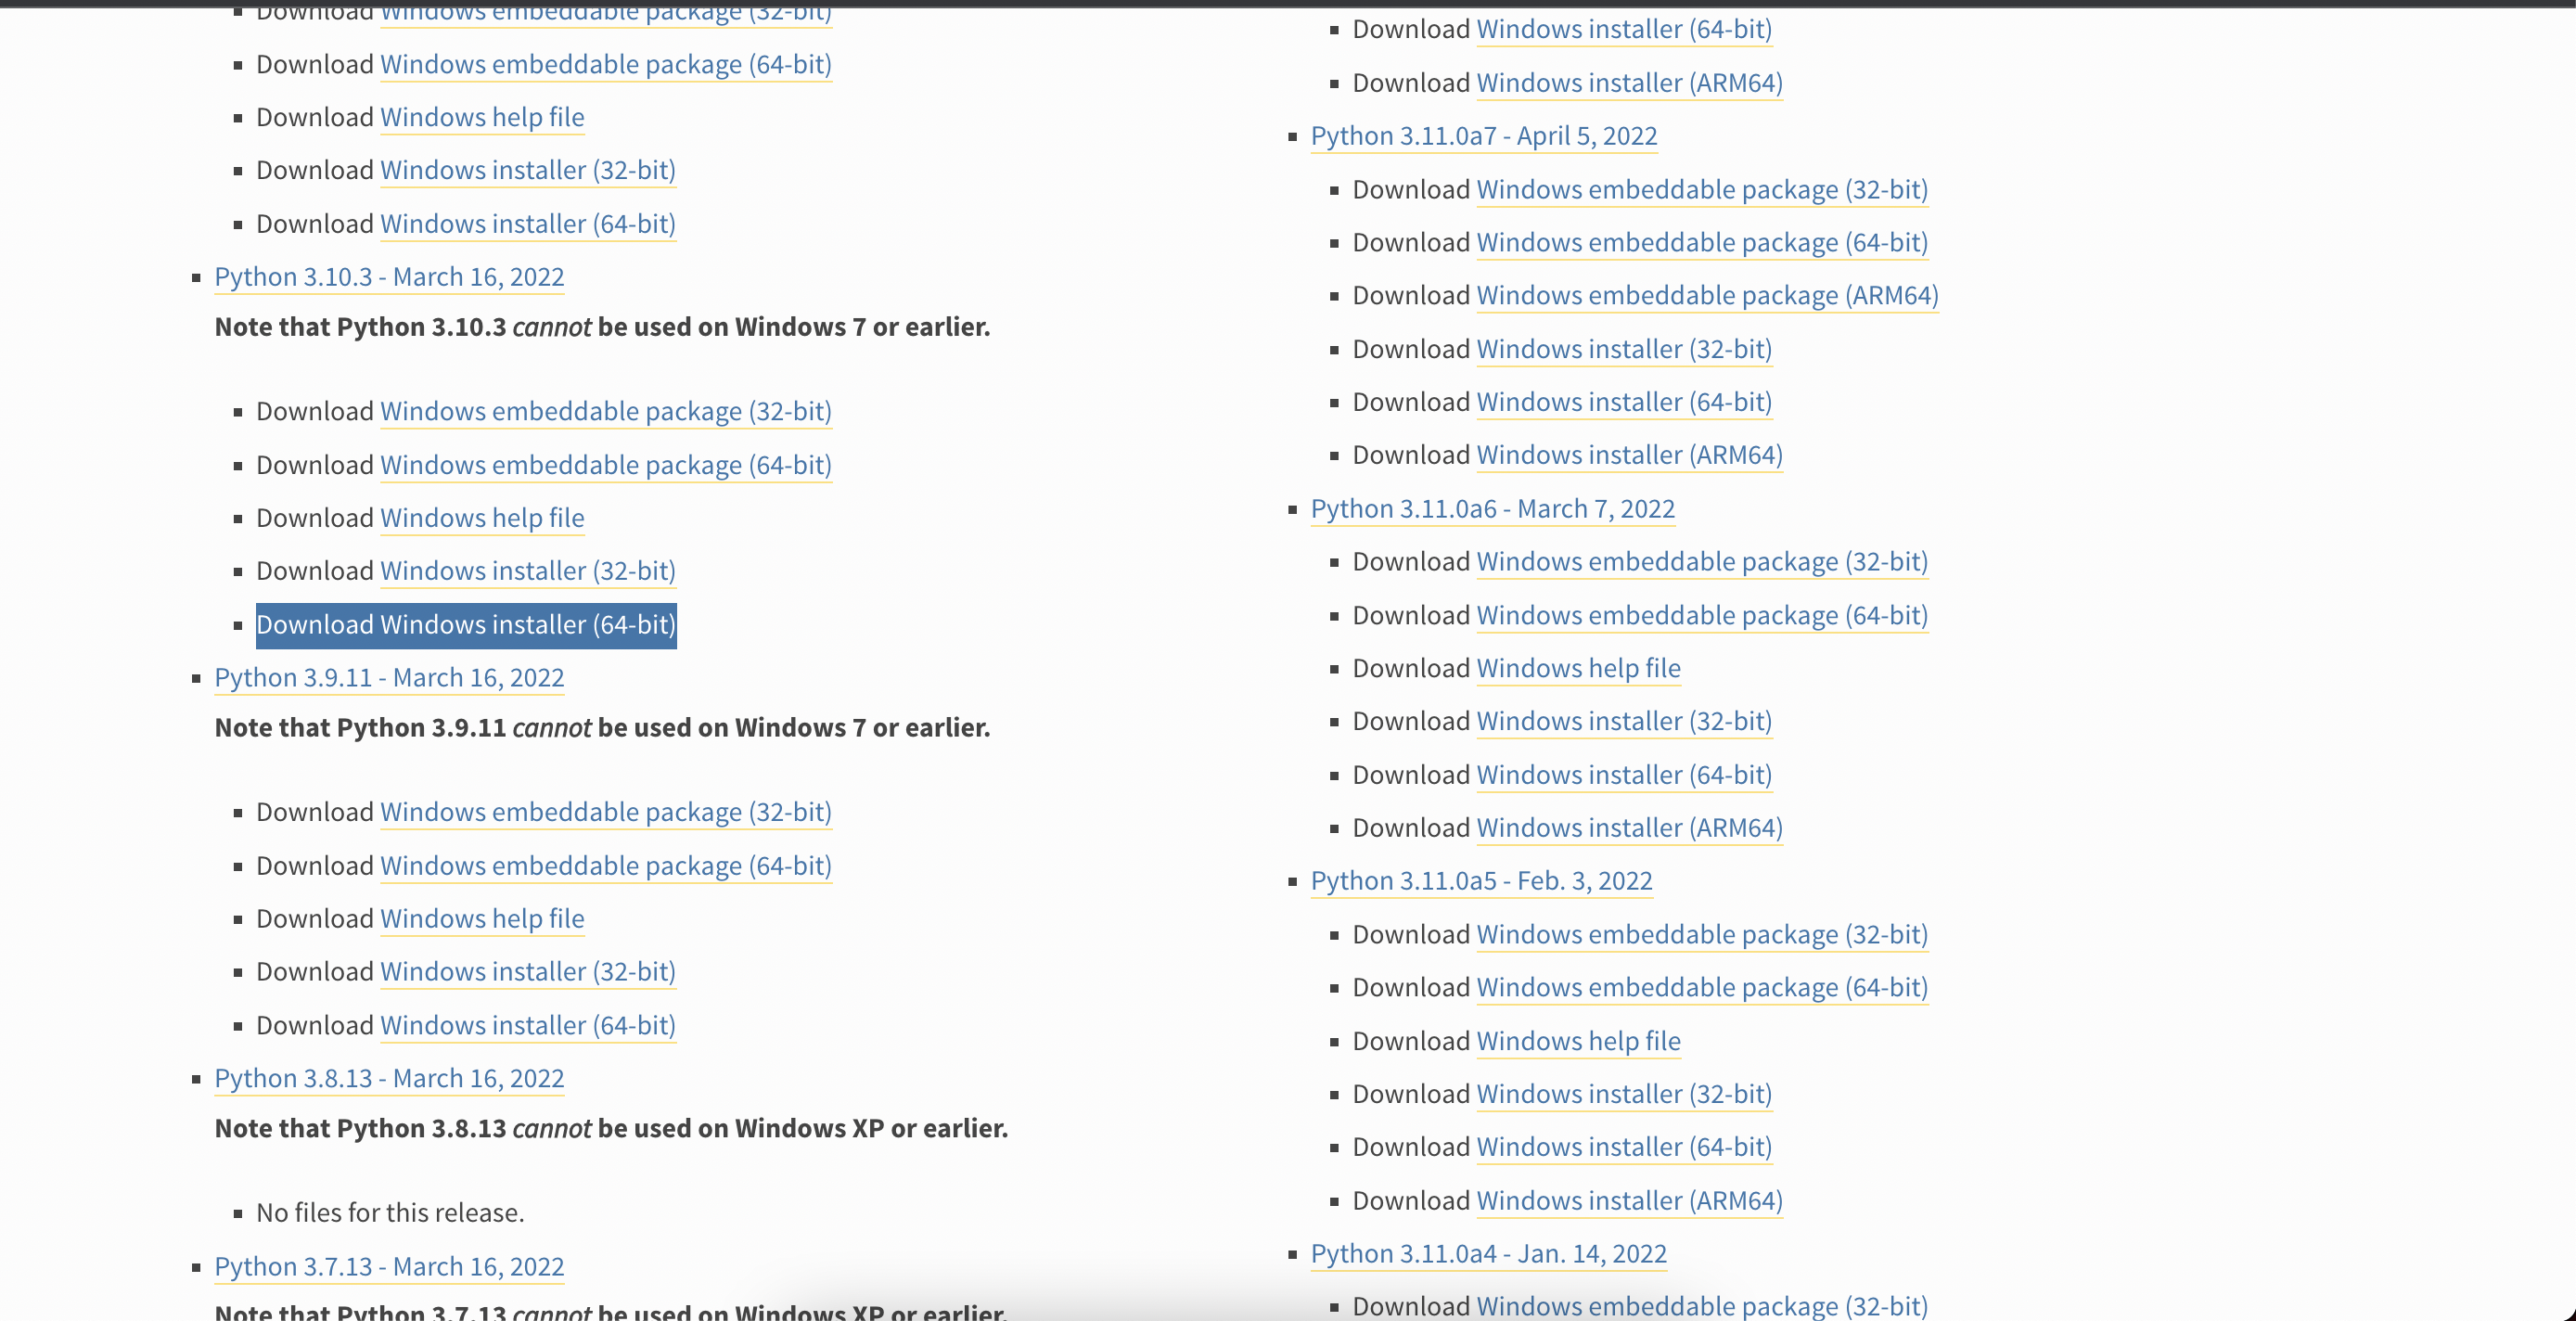 Download Windows embeddable package (32-bit)
Download Windows embeddable package (64-bit)
Download Windows help file
Download Windows installer (32-bit)
Download Windows installer (64-bit)
Python 3.10.3 - March 16, 2022
Note that Python 3.10.3 cannot be used on Windows 7 or earlier.
Download Windows embeddable package (32-bit)
Download Windows embeddable package (64-bit)
Download Windows help file
Download Windows installer (32-bit)
Download Windows installer (64-bit)
Python 3.9.11 - March 16, 2022
Note that Python 3.9.11 cannot be used on Windows 7 or earlier.
Download Windows embeddable package (32-bit)
Download Windows embeddable package (64-bit)
Download Windows help file
Download Windows installer (32-bit)
Download Windows installer (64-bit)
Python 3.8.13 - March 16, 2022
Note that Python 3.8.13 cannot be used on Windows XP or earlier.
No files for this release.
Python 3.7.13 - March 16, 2022
Note that Python 3.7.13 cannot be used on Windows XP or earlier.
Download Windows installer (64-bit)
Download Windows installer (ARM64)
Python 3.11.0a7 - April 5, 2022
Download Windows embeddable package (32-bit)
Download Windows embeddable package (64-bit)
Download Windows embeddable package (ARM64)
Download Windows installer (32-bit)
Download Windows installer (64-bit)
Download Windows installer (ARM64)
Python 3.11.0a6 - March 7, 2022
Download Windows embeddable package (32-bit)
Download Windows embeddable package (64-bit)
Download Windows help file
Download Windows installer (32-bit)
Download Windows installer (64-bit)
Download Windows installer (ARM64)
Python 3.11.0a5 - Feb. 3, 2022
Download Windows embeddable package (32-bit)
Download Windows embeddable package (64-bit)
Download Windows help file
Download Windows installer (32-bit)
Download Windows installer (64-bit)
Download Windows installer (ARM64)
Python 3.11.0a4 - Jan. 14, 2022
Download Windows embeddable package (32-bit)